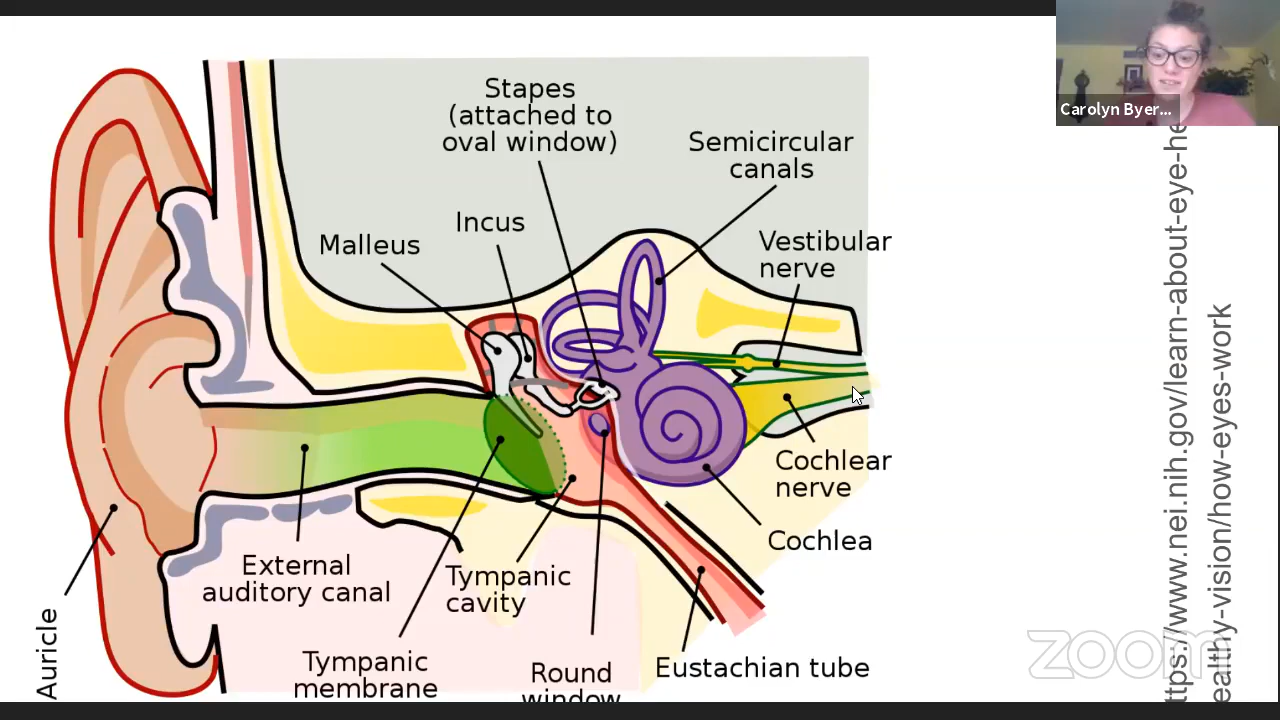 Stapes
(attached to
oval window)
Semicircular
canals
Carolyn Byer...
Incus
Malleus
Vestibular
nerve
Cochlear
nerve
Cochlea
External
auditory canal
Tympanic
cavity
Auricle
Tympanic
membrane
Round
window
Eustachian tube
zoom
ttps://www.nei.nih.gov/learn-about-eye-he
ealthy-vision/how-eyes-work